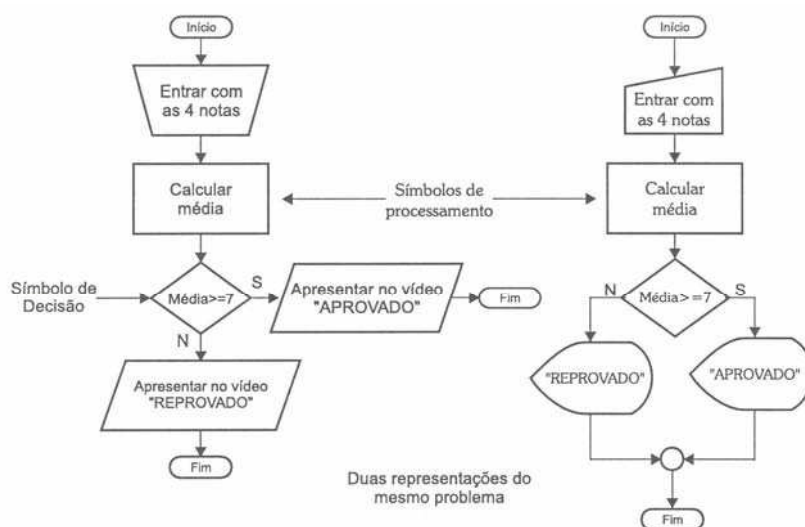 Início
Entrar com
as 4 notas
Calcular
média
Símbolo de
Decisão
Média>=7
S
N
Apresentar no vídeo
"APROVADO"
Fim
Apresentar no vídeo
"REPROVADO"
Fim
Símbolos de
processamento
Início
Entrar com
as 4 notas
Calcular
média
N
Média>=7
S
"REPROVADO"
"APROVADO"
Fim
Duas representações do
mesmo problema